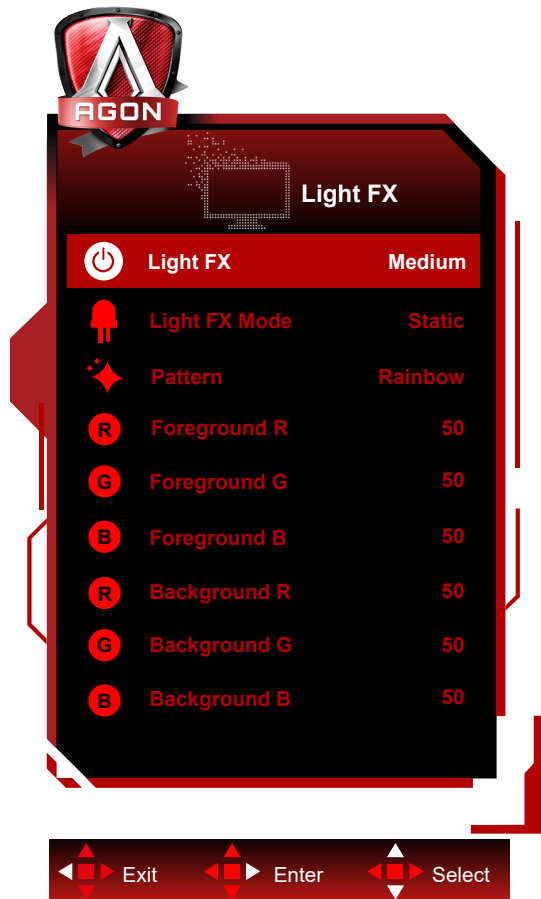 AGON
Light FX
Light FX Medium
Light FX Mode Static
Pattern Rainbow
R Foreground R 50
G Foreground G 50
B Foreground B 50
R Background R 50
G Background G 50
B Background B 50
Exit Enter Select